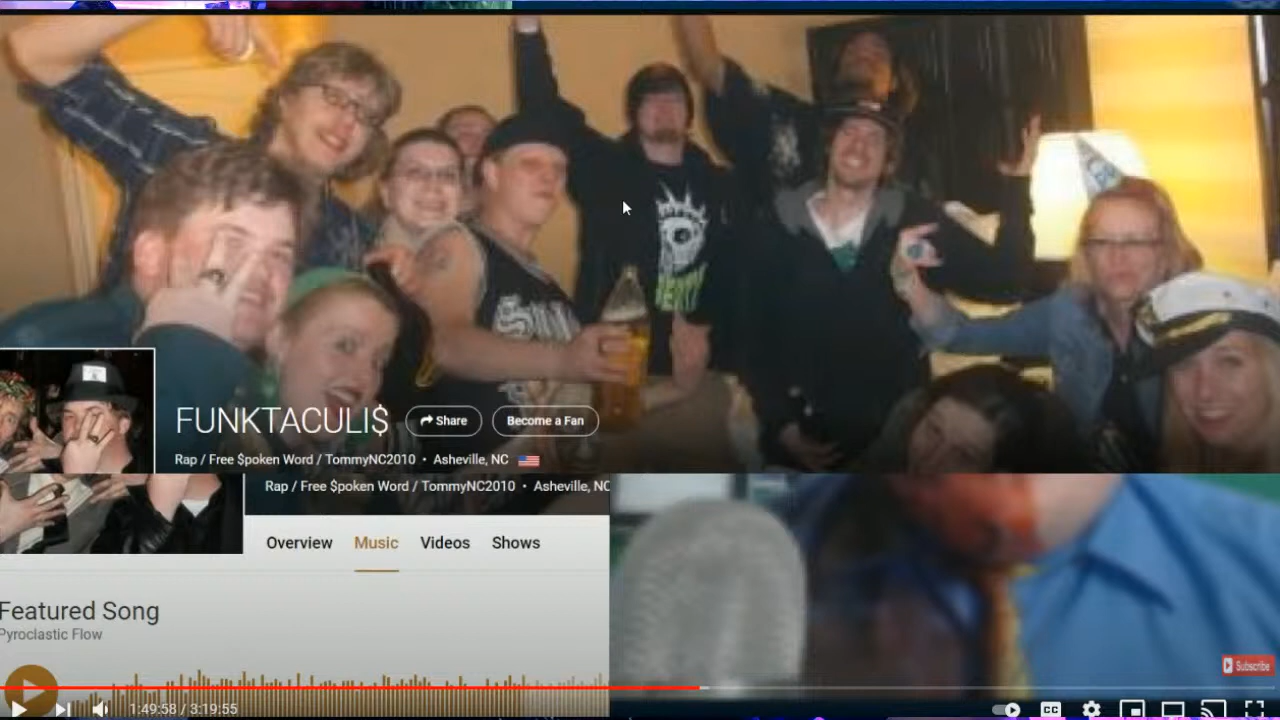 FUNKTACULI$
Share
Become a Fan
Rap / Free $poken Word / TommyNC2010 • Asheville, NC
Rap / Free $poken Word / TommyNC2010 • Asheville, NC
Overview Music Videos Shows
Featured Song
Pyroclastic Flow
Subscribe
1:49:58 / 3:19:55
CC